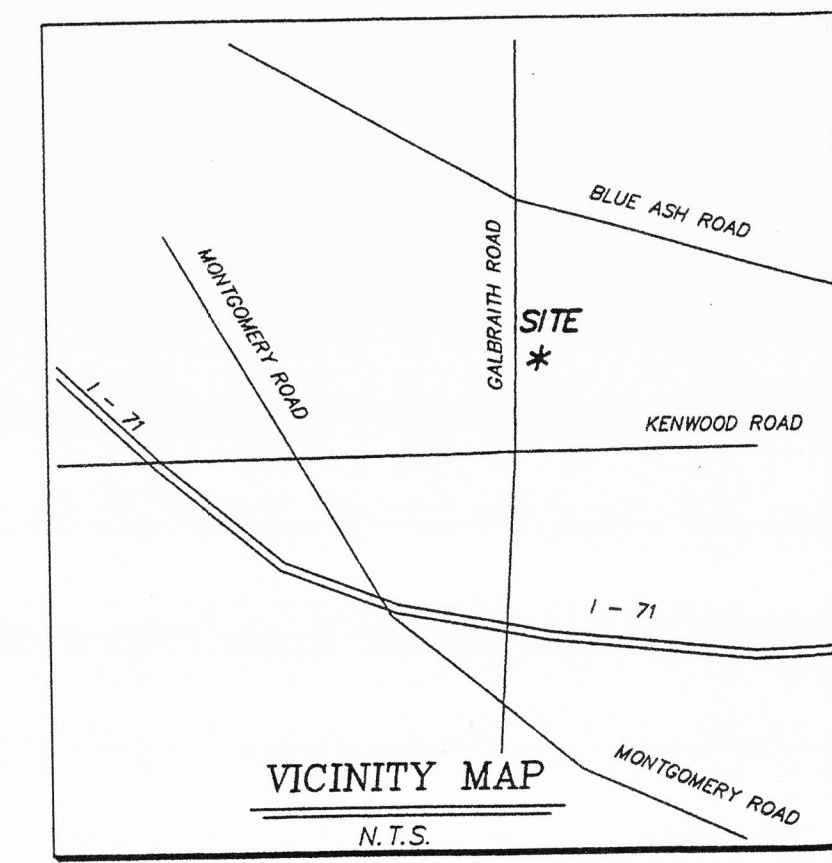 BLUE ASH ROAD
GALBRAITH ROAD
MONTGOMERY ROAD
SITE
*
I - 71
KENWOOD ROAD
I - 71
MONTGOMERY ROAD
VICINITY MAP
N.T.S.